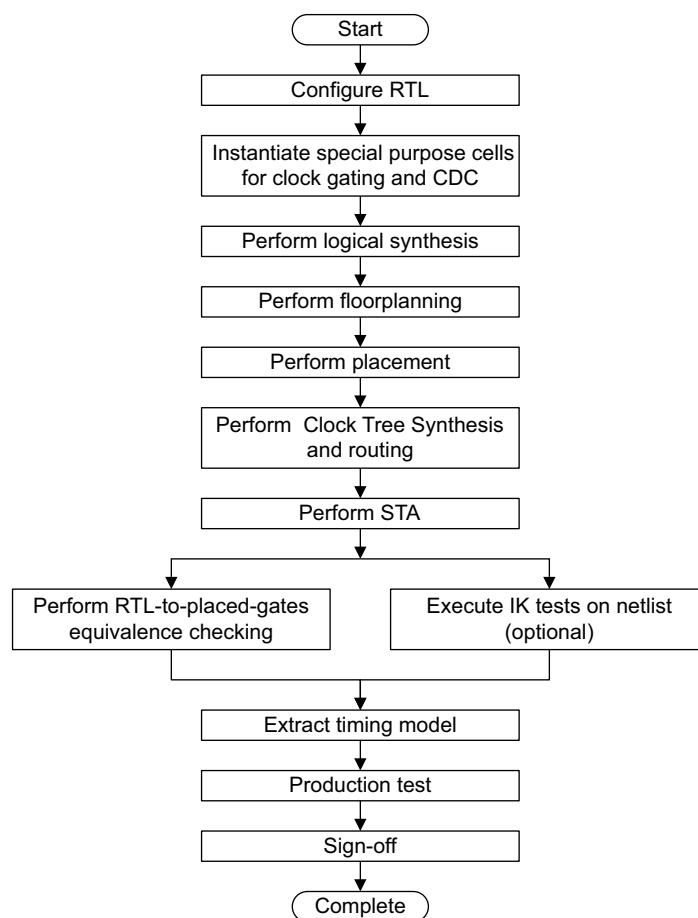 Start
Configure RTL
Instantiate special purpose cells
for clock gating and CDC
Perform logical synthesis
Perform floorplanning
Perform placement
Perform Clock Tree Synthesis
and routing
Perform STA
Perform RTL-to-placed-gates
equivalence checking
Execute IK tests on netlist
(optional)
Extract timing model
Production test
Sign-off
Complete